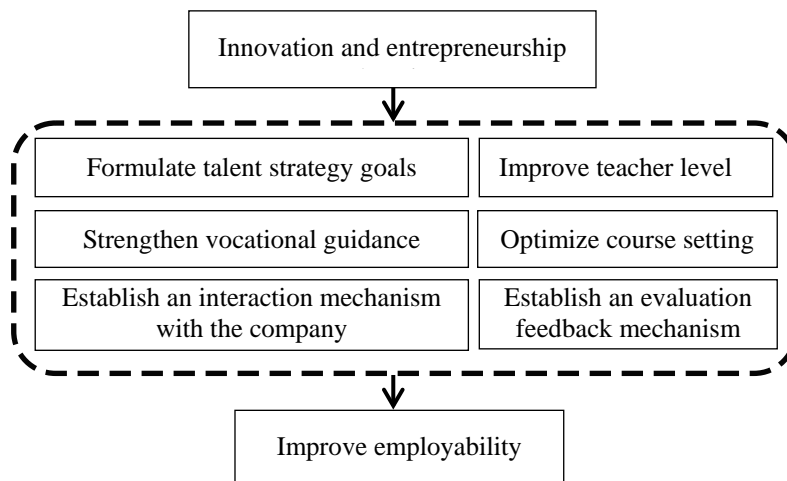 Innovation and entrepreneurship
Formulate talent strategy goals
Improve teacher level
Strengthen vocational guidance
Optimize course setting
Establish an interaction mechanism
with the company
Establish an evaluation
feedback mechanism
Improve employability